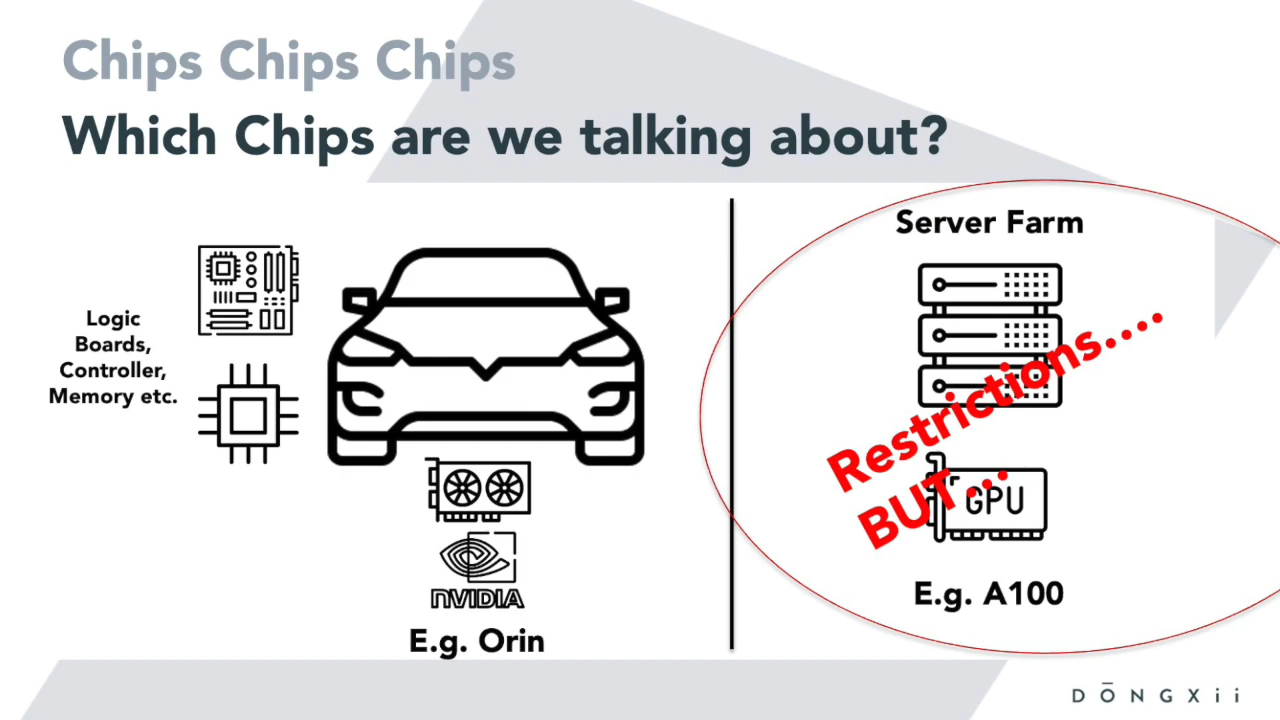 Chips Chips Chips
Which Chips are we talking about?
Logic
Boards,
Controller,
Memory etc.
NVIDIA
E.g. Orin
Server Farm
Restrictions....
BUT...
GPU
E.g. A100
DŌNGXii